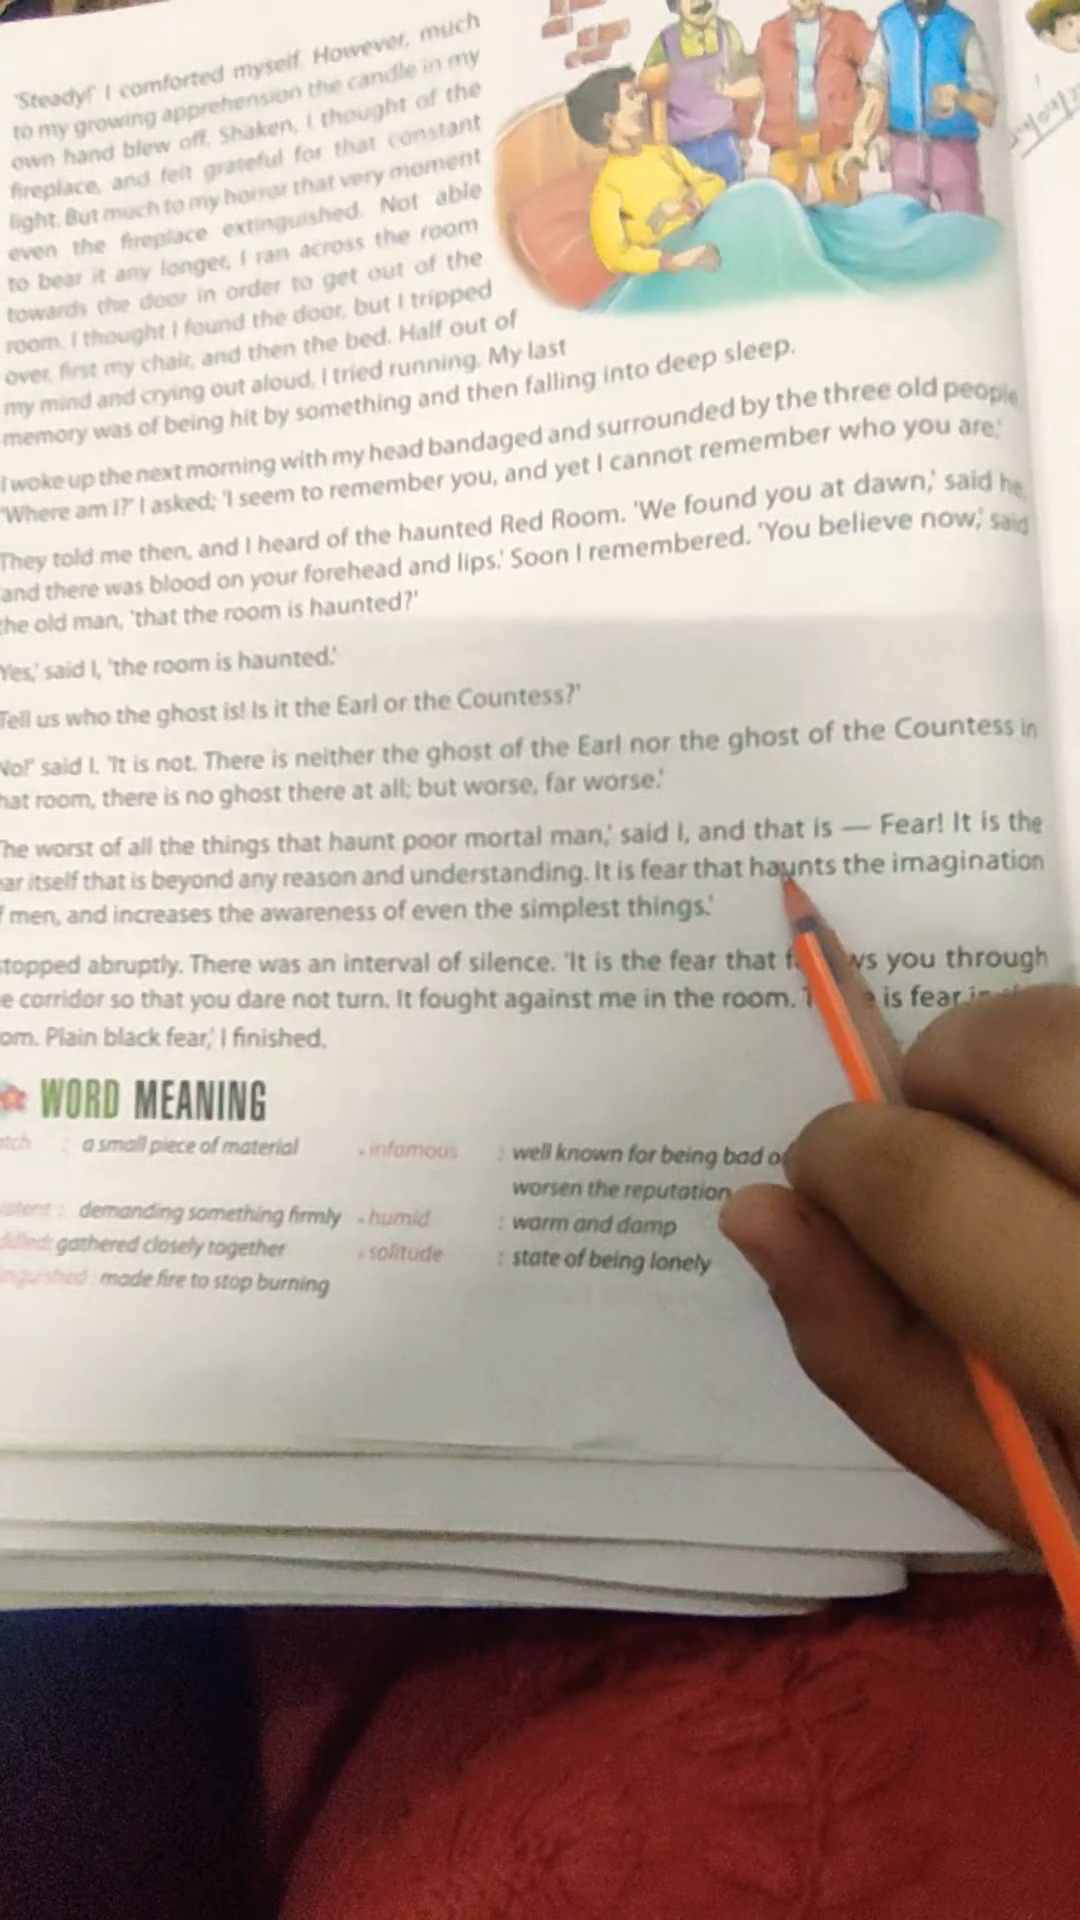 'Steady!' I comforted myself. However, much
to my growing apprehension the candle in my
own hand blew off. Shaken, I thought of the
fireplace, and felt grateful for that constant
light. But much to my horror that very moment
even the fireplace extinguished. Not able
to bear it any longer, I ran across the room
towards the door in order to get out of the
room. I thought I found the door, but I tripped
over, first my chair, and then the bed. Half out of
my mind and crying out aloud, I tried running. My last
memory was of being hit by something and then falling into deep sleep.
I woke up the next morning with my head bandaged and surrounded by the three old people
'Where am I?' I asked; 'I seem to remember you, and yet I cannot remember who you are.'
They told me then, and I heard of the haunted Red Room. 'We found you at dawn,' said he,
and there was blood on your forehead and lips.' Soon I remembered. 'You believe now,' said
the old man, 'that the room is haunted?'
Yes,' said I, 'the room is haunted.'
Tell us who the ghost is! Is it the Earl or the Countess?'
No!' said I. 'It is not. There is neither the ghost of the Earl nor the ghost of the Countess in
hat room, there is no ghost there at all; but worse, far worse.'
he worst of all the things that haunt poor mortal man,' said I, and that is — Fear! It is the
ar itself that is beyond any reason and understanding. It is fear that haunts the imagination
f men, and increases the awareness of even the simplest things.'
topped abruptly. There was an interval of silence. 'It is the fear that ws you through
e corridor so that you dare not turn. It fought against me in the room. is fear
om. Plain black fear,' I finished.
WORD MEANING
atch : a small piece of material • infamous : well known for being bad
worsen the reputation
istent : demanding something firmly • humid : warm and damp
ddled: gathered closely together • solitude : state of being lonely
inguished : made fire to stop burning